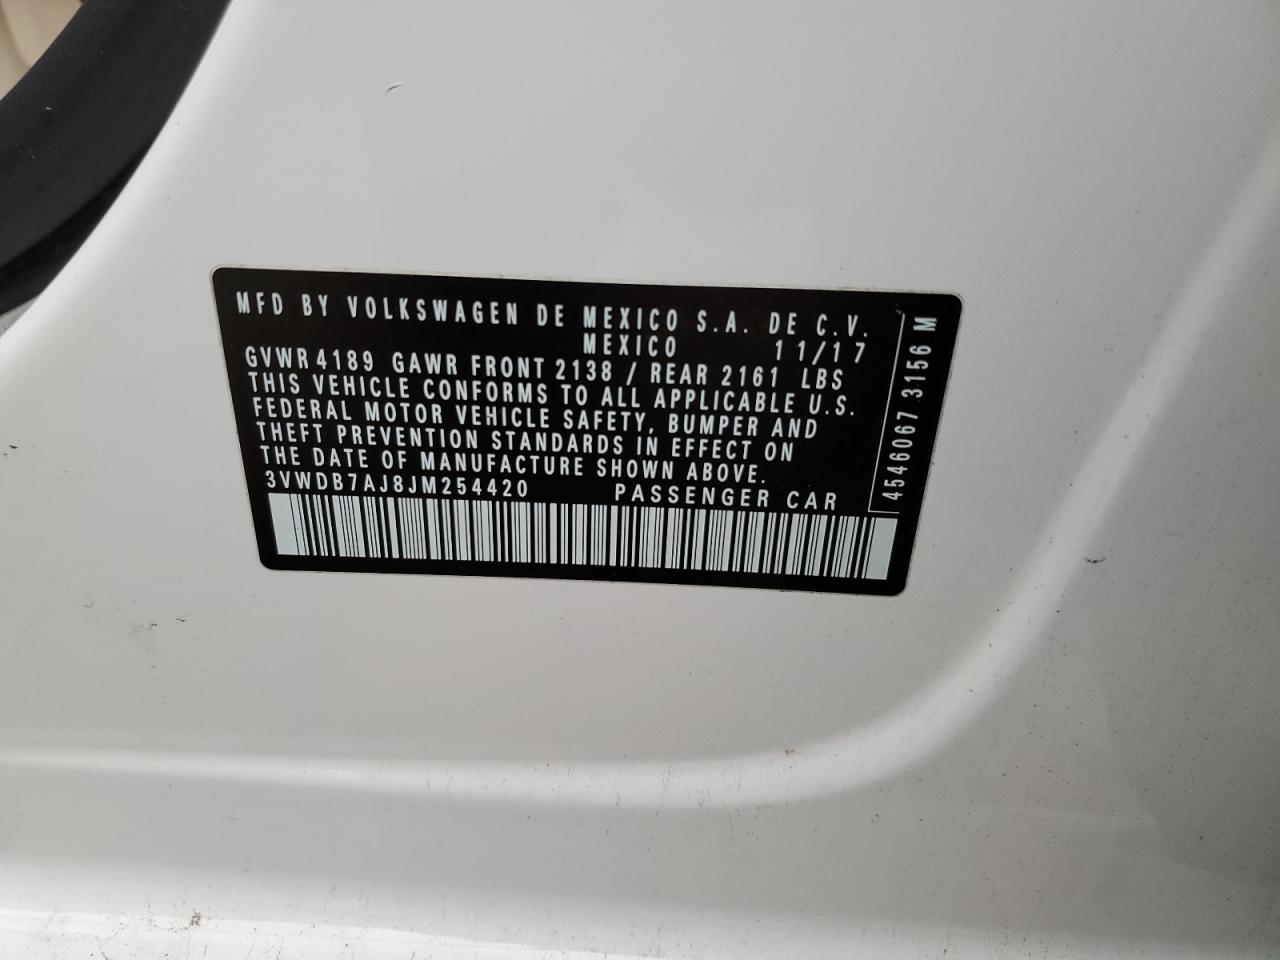 MFD BY VOLKSWAGEN DE MEXICO S.A. DE C.V.
MEXICO 11/17
GVWR 4189 GAWR FRONT 2138 / REAR 2161 LBS
THIS VEHICLE CONFORMS TO ALL APPLICABLE U.S.
FEDERAL MOTOR VEHICLE SAFETY, BUMPER AND
THEFT PREVENTION STANDARDS IN EFFECT ON
THE DATE OF MANUFACTURE SHOWN ABOVE.
3VWDB7AJ8JM254420 PASSENGER CAR
4546067 3156 M